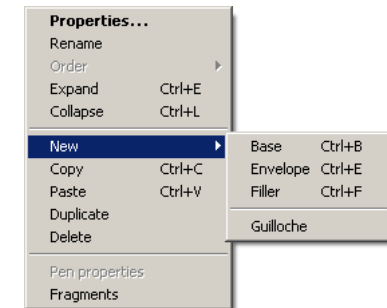 Properties...
Rename
Order
Expand Ctrl+E
Collapse Ctrl+L
New
Copy Ctrl+C
Paste Ctrl+V
Duplicate
Delete
Pen properties
Fragments
Base Ctrl+B
Envelope Ctrl+E
Filler Ctrl+F
Guilloche